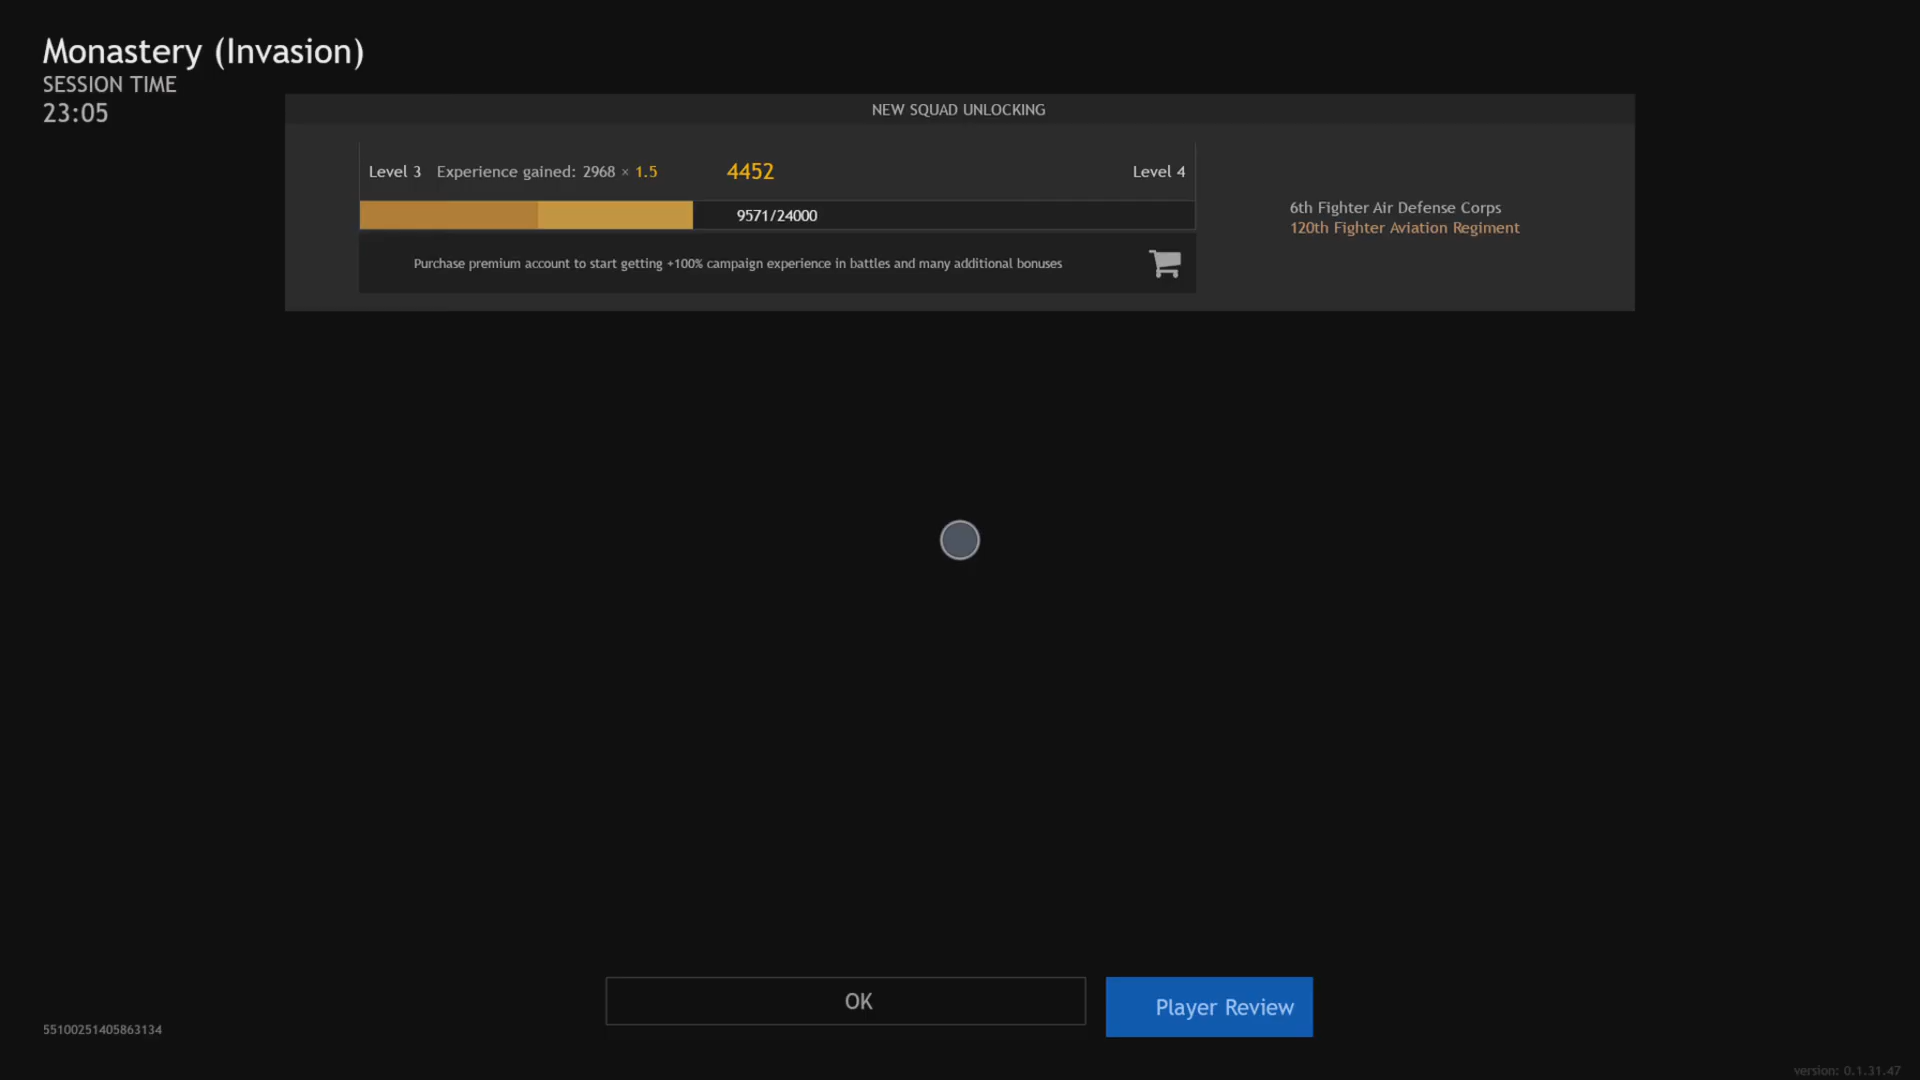 Monastery (Invasion)
SESSION TIME
23:05
NEW SQUAD UNLOCKING
Level 3 Experience gained: 2968 × 1.5 4452 Level 4
9571/24000
6th Fighter Air Defense Corps
120th Fighter Aviation Regiment
Purchase premium account to start getting +100% campaign experience in battles and many additional bonuses
OK
Player Review
55100251405863134
version: 0.1.31.47